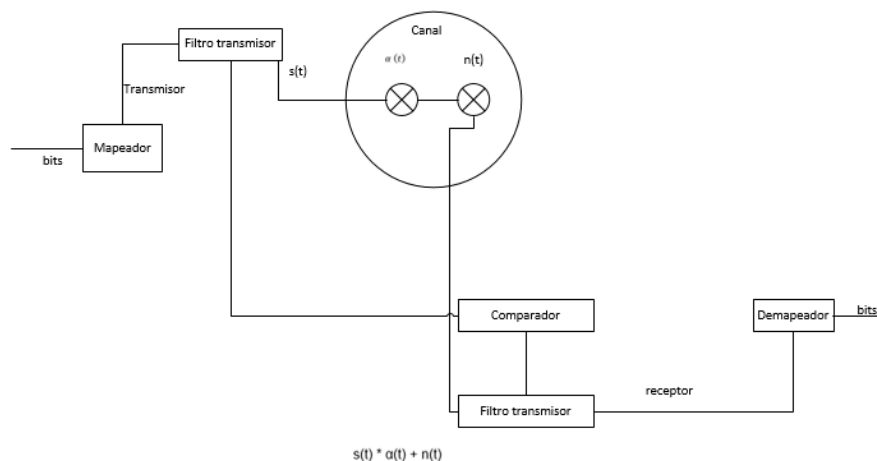 Canal
Filtro transmisor
α(t)
n(t)
s(t)
Transmisor
Mapeador
bits
Comparador
Demapeador
bits
receptor
Filtro transmisor
s(t) * α(t) + n(t)